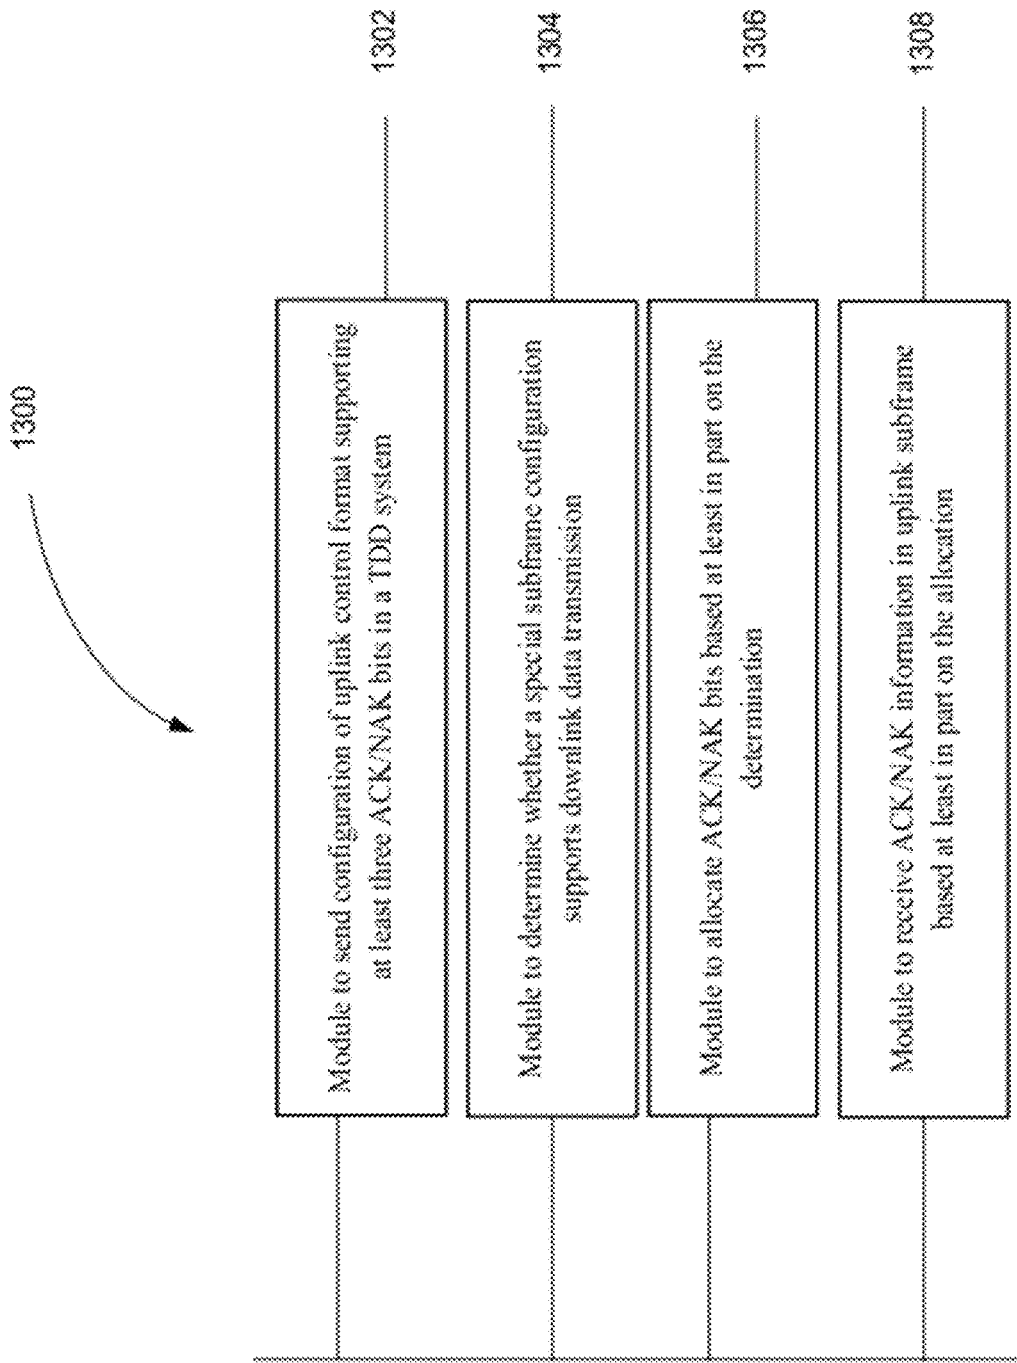 1300
Module to send configuration of uplink control format supporting
at least three ACK/NAK bits in a TDD system
1302
Module to determine whether a special subframe configuration
supports downlink data transmission
1304
Module to allocate ACK/NAK bits based at least in part on the
determination
1306
Module to receive ACK/NAK information in uplink subframe
based at least in part on the allocation
1308